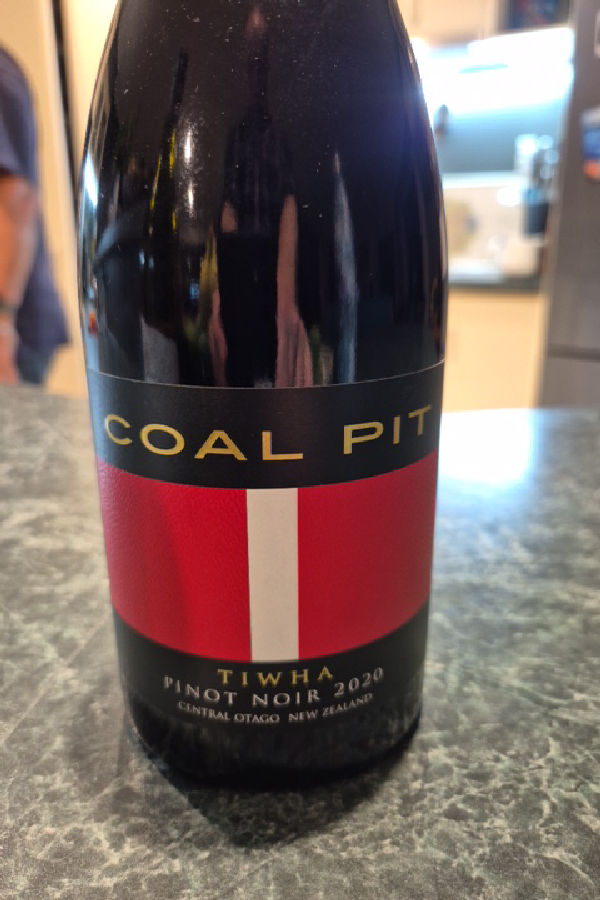 COAL PIT
TIWHA
PINOT NOIR 2020
CENTRAL OTAGO NEW ZEALAND